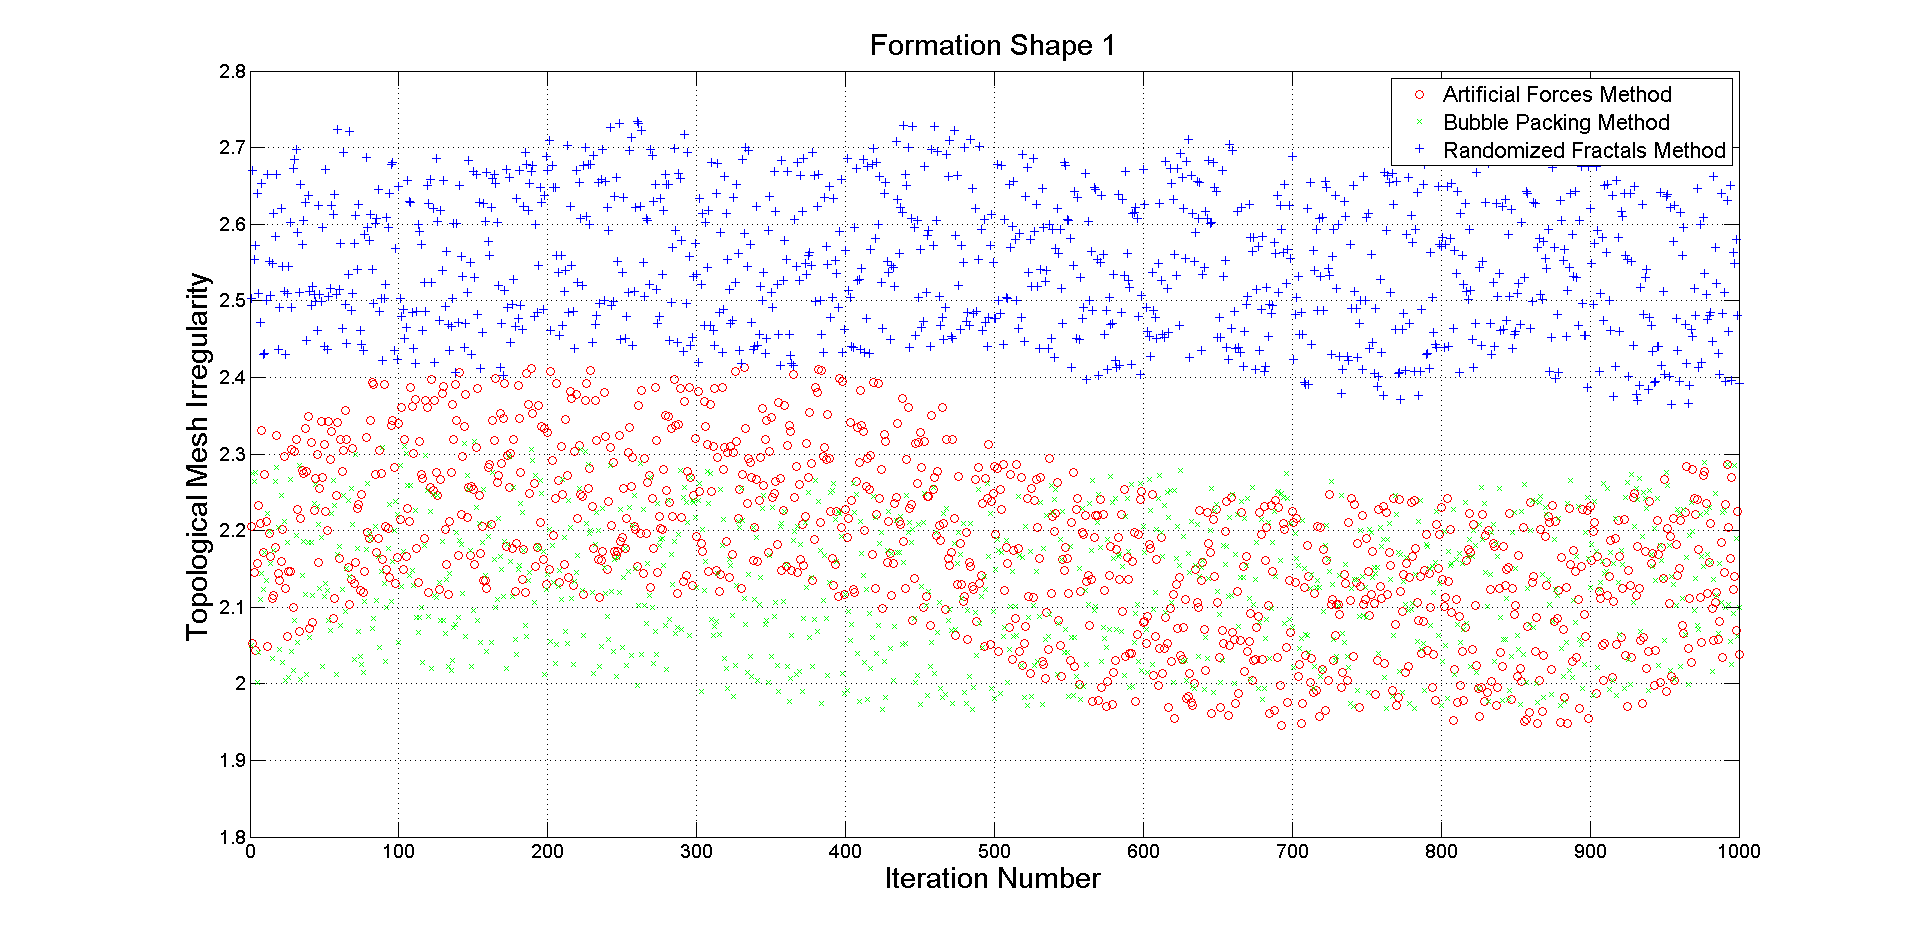 Formation Shape 1
Artificial Forces Method
Bubble Packing Method
Randomized Fractals Method
Topological Mesh Irregularity
2.8
2.7
2.6
2.5
2.4
2.3
2.2
2.1
2
1.9
1.8
0 100 200 300 400 500 600 700 800 900 1000
Iteration Number